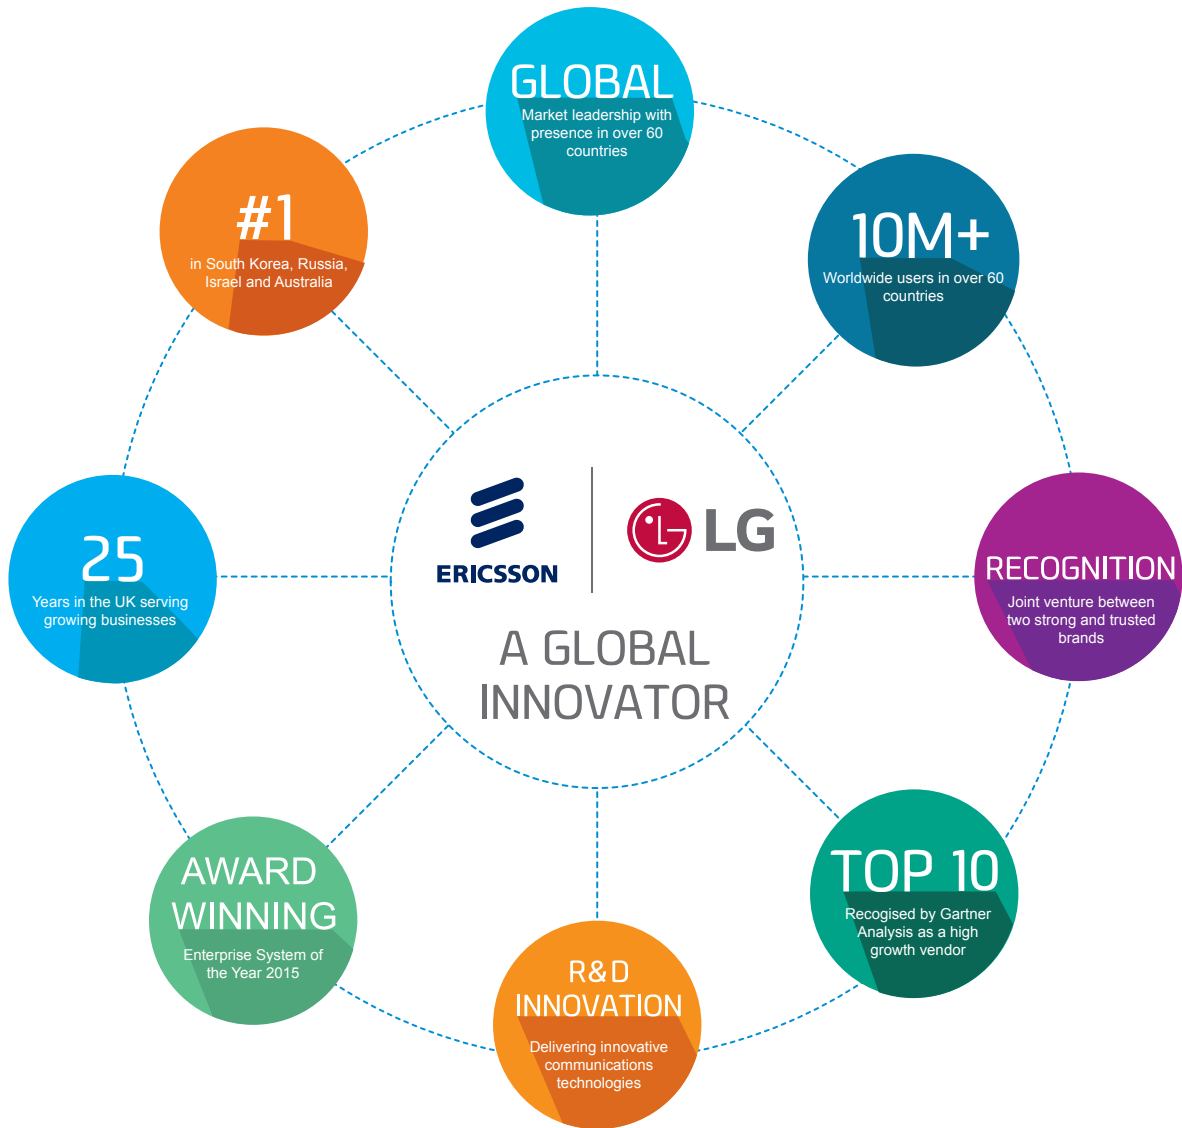 GLOBAL
Market leadership with
presence in over 60
countries
10M+
Worldwide users in over 60
countries
RECOGNITION
Joint venture between
two strong and trusted
brands
TOP 10
Recogised by Gartner
Analysis as a high
growth vendor
R&D
INNOVATION
Delivering innovative
communications
technologies
AWARD
WINNING
Enterprise System of
the Year 2015
25
Years in the UK serving
growing businesses
#1
in South Korea, Russia,
Israel and Australia
ERICSSON
LG
A GLOBAL
INNOVATOR